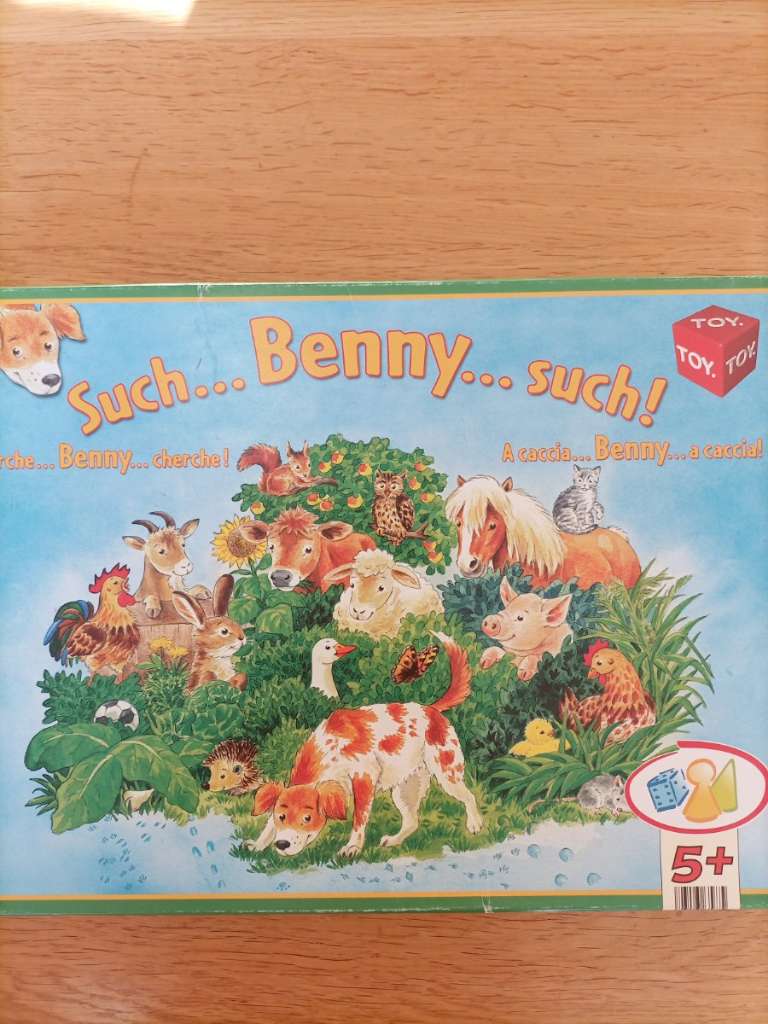 Such... Benny... such!
TOY.
TOY. TOY.
rche... Benny... cherche!
A caccia... Benny... a caccia!
5+